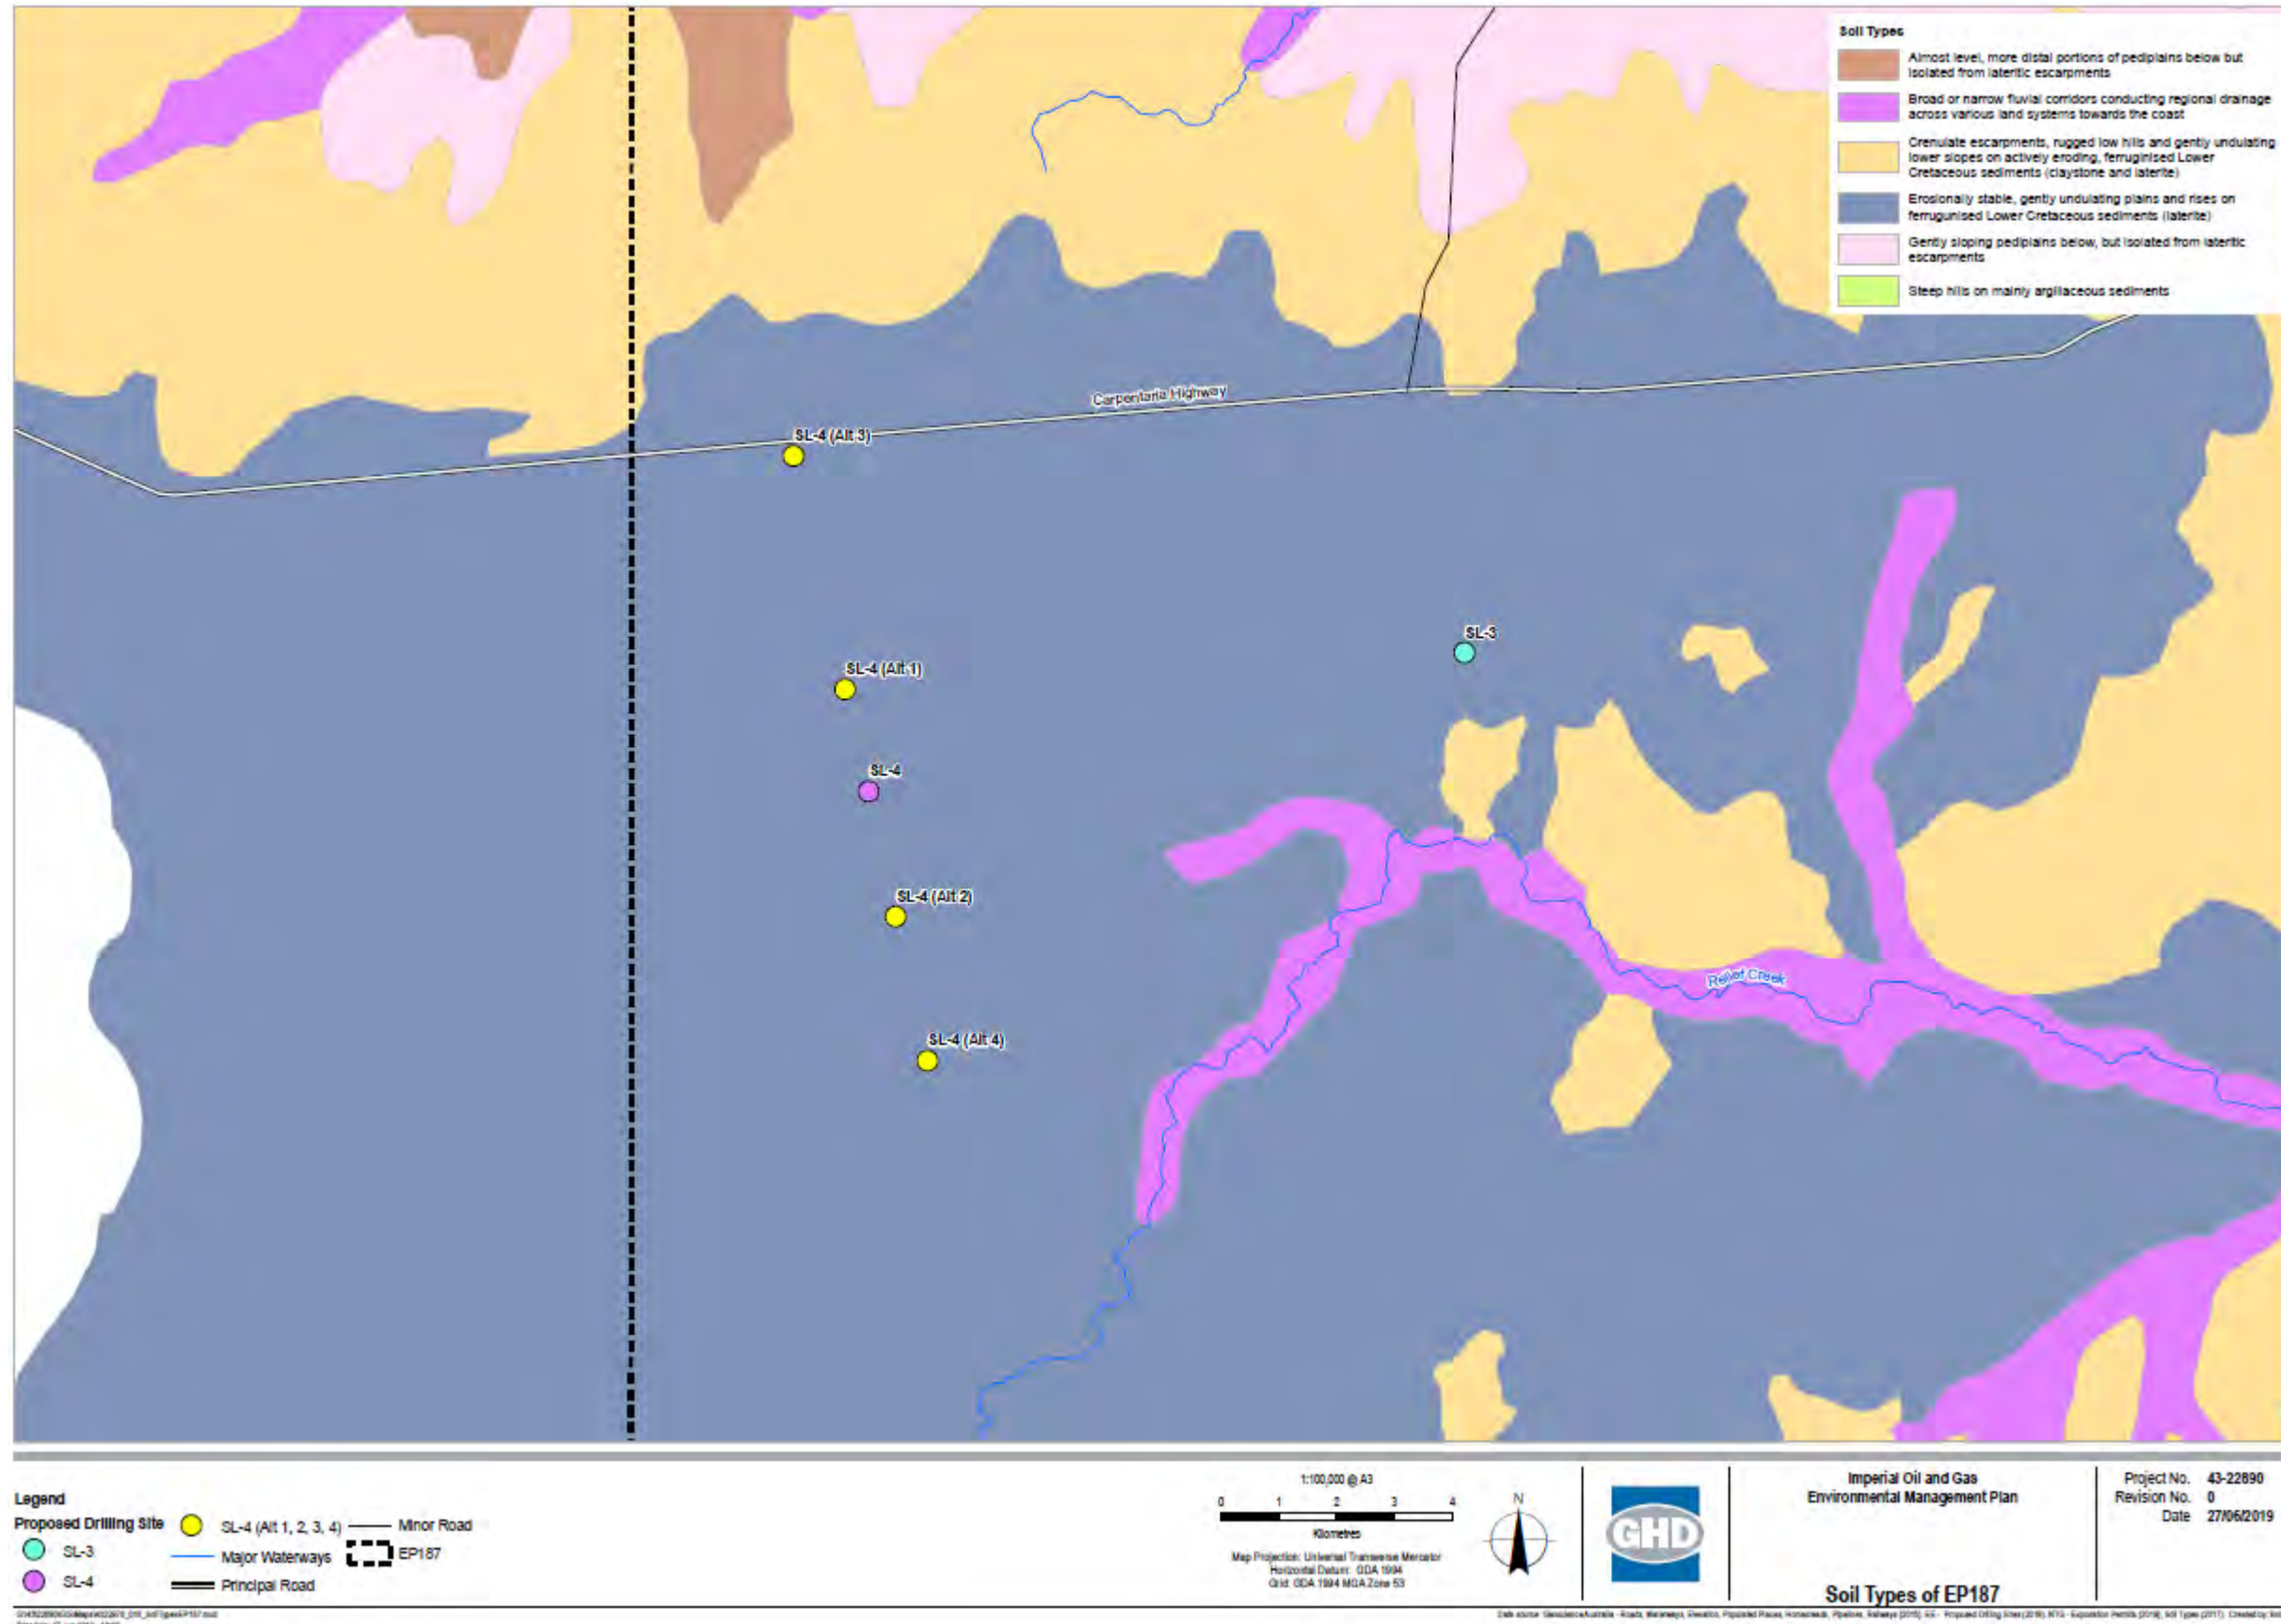 Soil Types
Almost level, more distal portions of pediplains below but
isolated from lateritic escarpments
Broad or narrow fluvial corridors conducting regional drainage
across various land systems towards the coast
Crenulate escarpments, rugged low hills and gently undulating
lower slopes on actively eroding, ferruginised Lower
Cretaceous sediments (claystone and laterite)
Erosionally stable, gently undulating plains and rises on
ferrugunised Lower Cretaceous sediments (laterite)
Gently sloping pediplains below, but isolated from lateritic
escarpments
Steep hills on mainly argillaceous sediments
Carpentaria Highway
SL-4 (Alt 3)
SL-3
SL-4 (Alt 1)
SL-4
SL-4 (Alt 2)
Relief Creek
SL-4 (Alt 4)
Legend
Proposed Drilling Site
SL-3
SL-4
SL-4 (Alt 1, 2, 3, 4)
Major Waterways
Principal Road
Minor Road
EP187
1:100,000 @ A3
0 1 2 3 4
Kilometres
Map Projection: Universal Transverse Mercator
Horizontal Datum: GDA 1994
Grid: GDA 1994 MGA Zone 53
N
GHD
Imperial Oil and Gas
Environmental Management Plan
Soil Types of EP187
Project No. 43-22890
Revision No. 0
Date 27/06/2019